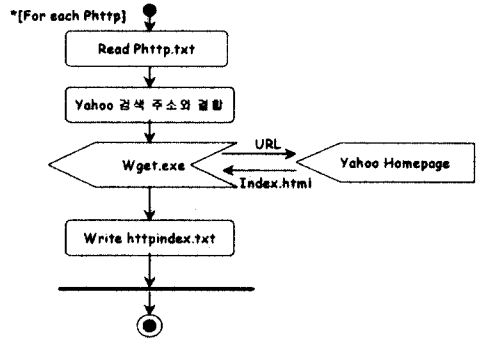 *[For each Phttp]
Read Phttp.txt
Yahoo 검색 주소와 결합
URL
Wget.exe
Yahoo Homepage
Index.html
Write httpindex.txt